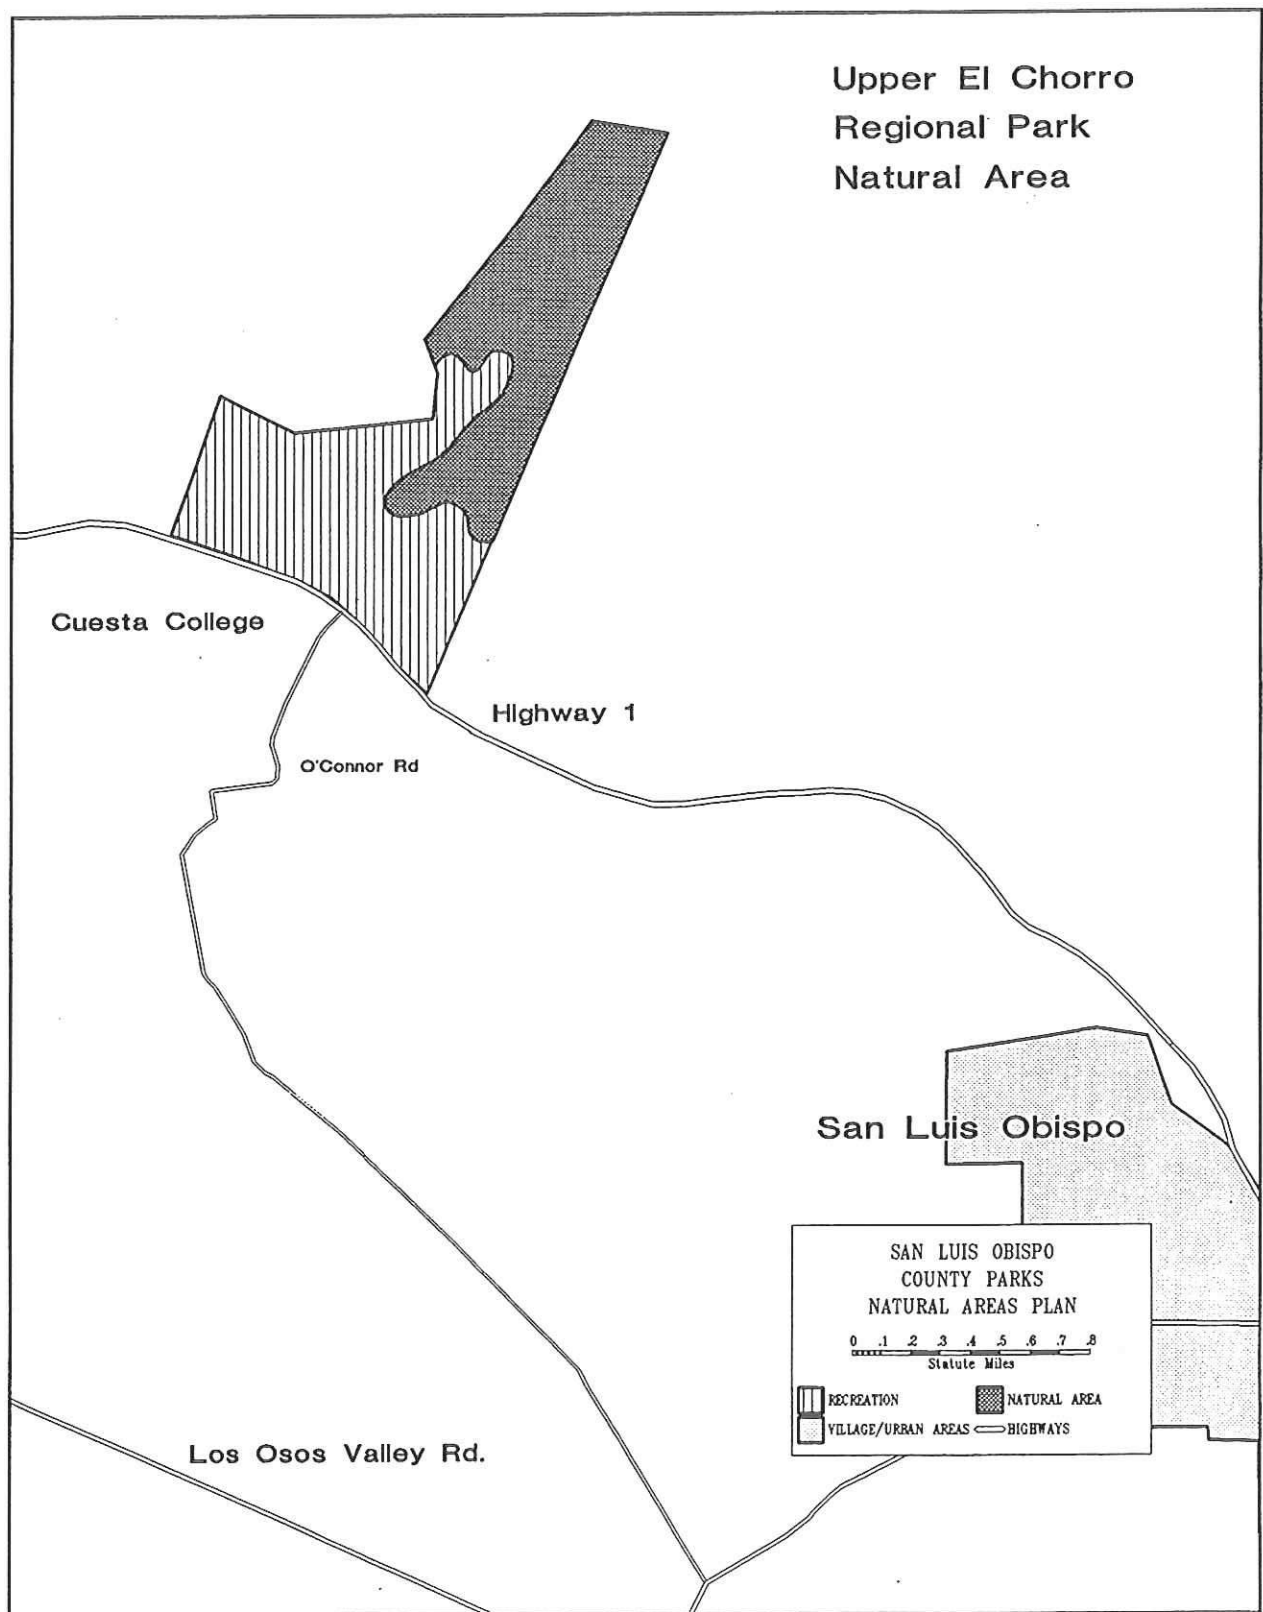 Upper El Chorro
Regional Park
Natural Area
Cuesta College
Highway 1
O'Connor Rd
San Luis Obispo
SAN LUIS OBISPO
COUNTY PARKS
NATURAL AREAS PLAN
0 .1 .2 .3 .4 .5 .6 .7 .8
Statute Miles
RECREATION NATURAL AREA
VILLAGE/URBAN AREAS HIGHWAYS
Los Osos Valley Rd.